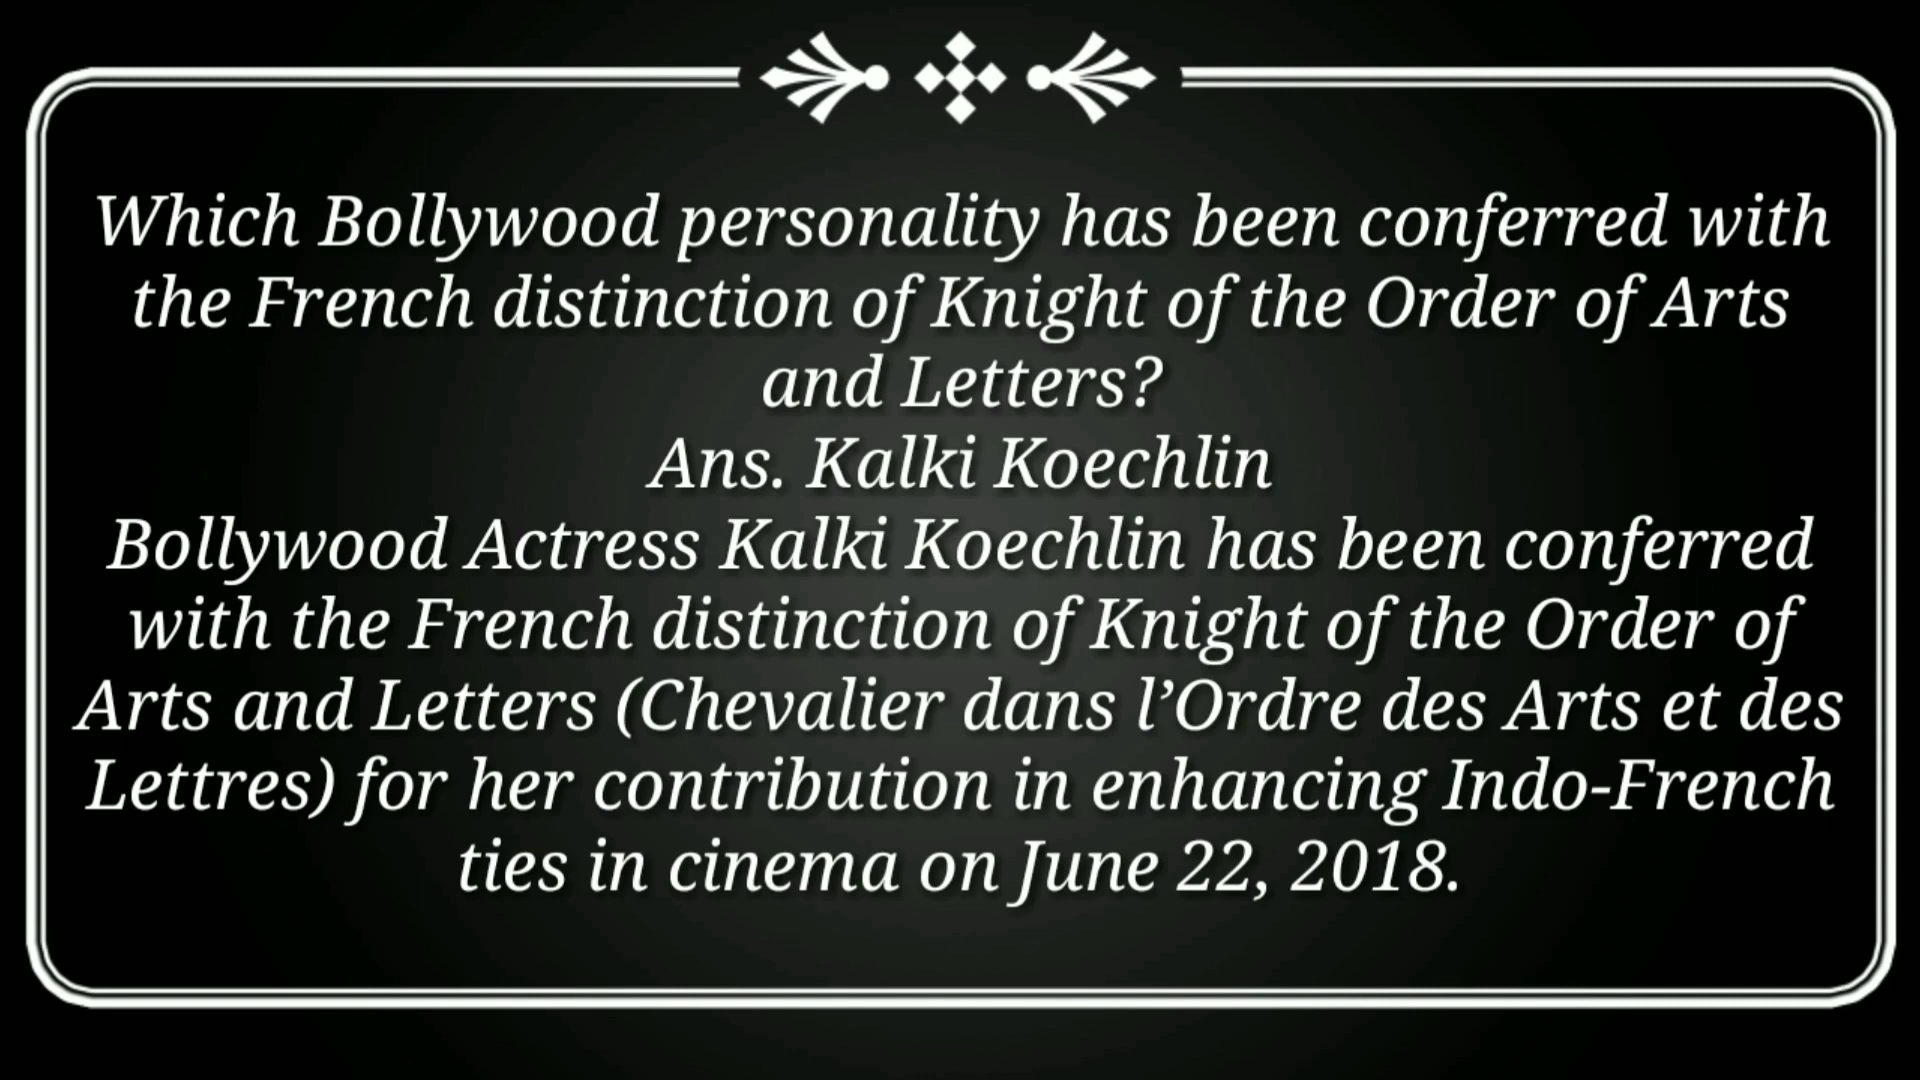 Which Bollywood personality has been conferred with
the French distinction of Knight of the Order of Arts
and Letters?
Ans. Kalki Koechlin
Bollywood Actress Kalki Koechlin has been conferred
with the French distinction of Knight of the Order of
Arts and Letters (Chevalier dans l’Ordre des Arts et des
Lettres) for her contribution in enhancing Indo-French
ties in cinema on June 22, 2018.